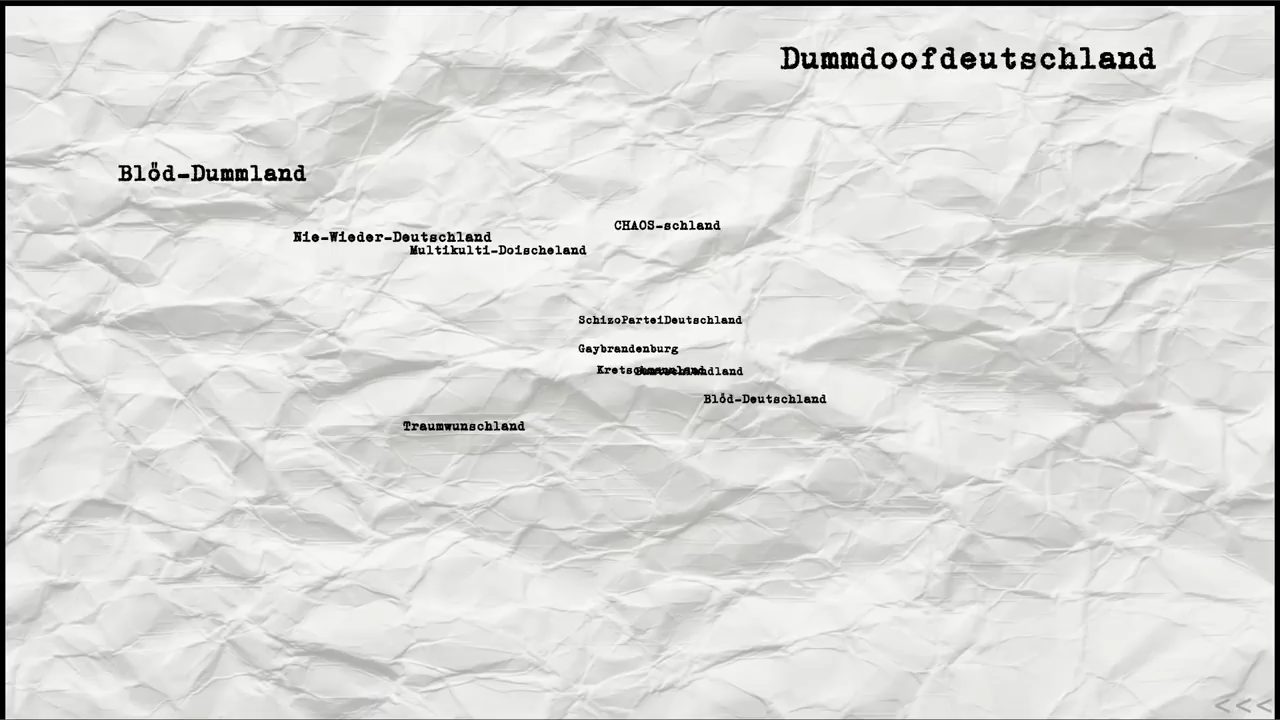 Dummdoofdeutschland
Blöd-Dummland
CHAOS-schland
Nie-Wieder-Deutschland
Multikulti-Doischeland
SchizoParteiDeutschland
Gaybrandenburg
Blöd-Deutschland
Traumwunschland
<<<